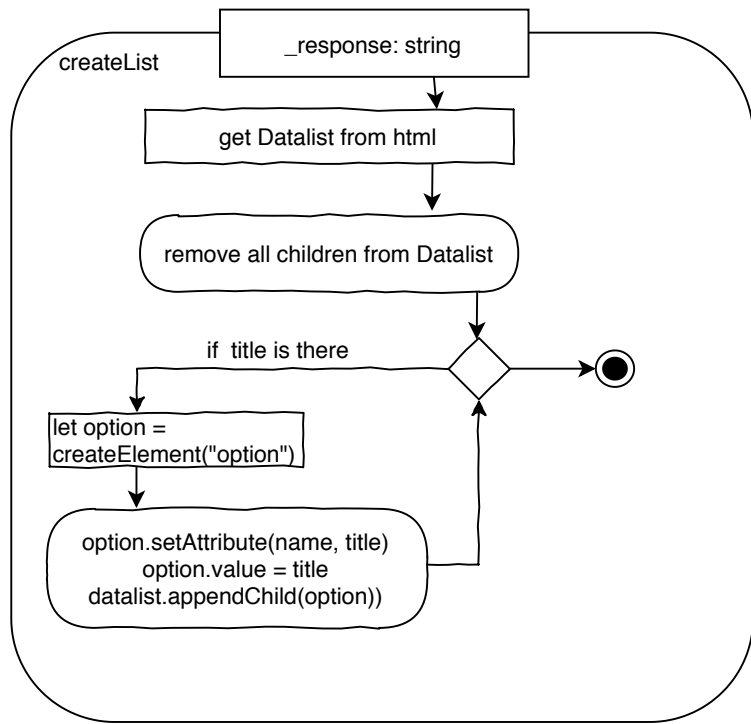 _response: string
createList
get Datalist from html
remove all children from Datalist
if title is there
let option =
createElement("option")
option.setAttribute(name, title)
option.value = title
datalist.appendChild(option))